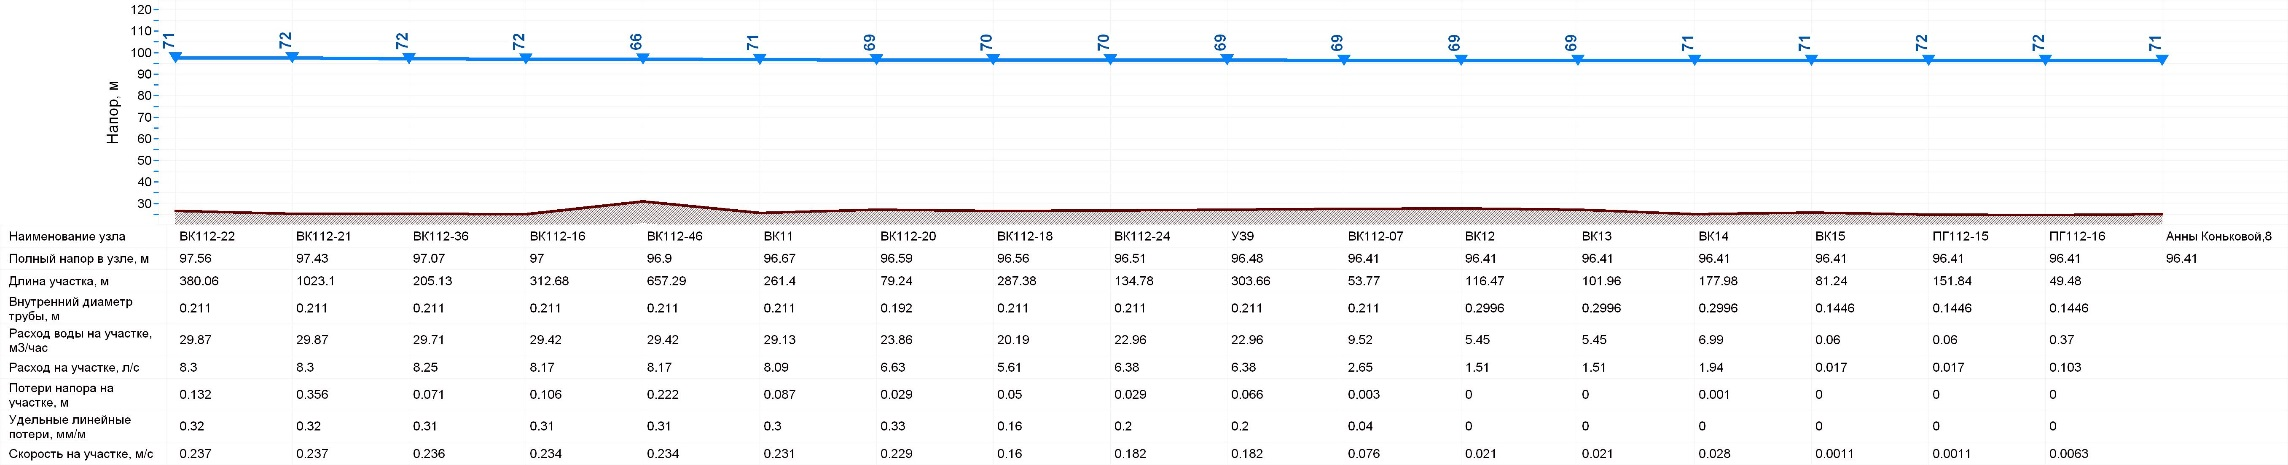 120
110
100
90
80
70
60
50
40
30
Напор, м
71 72 72 72 66 71 69 70 70 69 69 69 69 71 71 72 72 71
Наименование узла ВК112-22 ВК112-21 ВК112-36 ВК112-16 ВК112-46 ВК11 ВК112-20 ВК112-18 ВК112-24 У39 ВК112-07 ВК12 ВК13 ВК14 ВК15 ПГ112-15 ПГ112-16 Анны Коньковой,8
Полный напор в узле, м 97.56 97.43 97.07 97 96.9 96.67 96.59 96.56 96.51 96.48 96.41 96.41 96.41 96.41 96.41 96.41 96.41 96.41
Длина участка, м 380.06 1023.1 205.13 312.68 657.29 261.4 79.24 287.38 134.78 303.66 53.77 116.47 101.96 177.98 81.24 151.84 49.48
Внутренний диаметр
трубы, м 0.211 0.211 0.211 0.211 0.211 0.211 0.192 0.211 0.211 0.211 0.211 0.2996 0.2996 0.2996 0.1446 0.1446 0.1446
Расход воды на участке,
м3/час 29.87 29.87 29.71 29.42 29.42 29.13 23.86 20.19 22.96 22.96 9.52 5.45 5.45 6.99 0.06 0.06 0.37
Расход на участке, л/с 8.3 8.3 8.25 8.17 8.17 8.09 6.63 5.61 6.38 6.38 2.65 1.51 1.51 1.94 0.017 0.017 0.103
Потери напора на
участке, м 0.132 0.356 0.071 0.106 0.222 0.087 0.029 0.05 0.029 0.066 0.003 0 0 0.001 0 0 0
Удельные линейные
потери, мм/м 0.32 0.32 0.31 0.31 0.31 0.3 0.33 0.16 0.2 0.2 0.04 0 0 0 0 0 0
Скорость на участке, м/с 0.237 0.237 0.236 0.234 0.234 0.231 0.229 0.16 0.182 0.182 0.076 0.021 0.021 0.028 0.0011 0.0011 0.0063